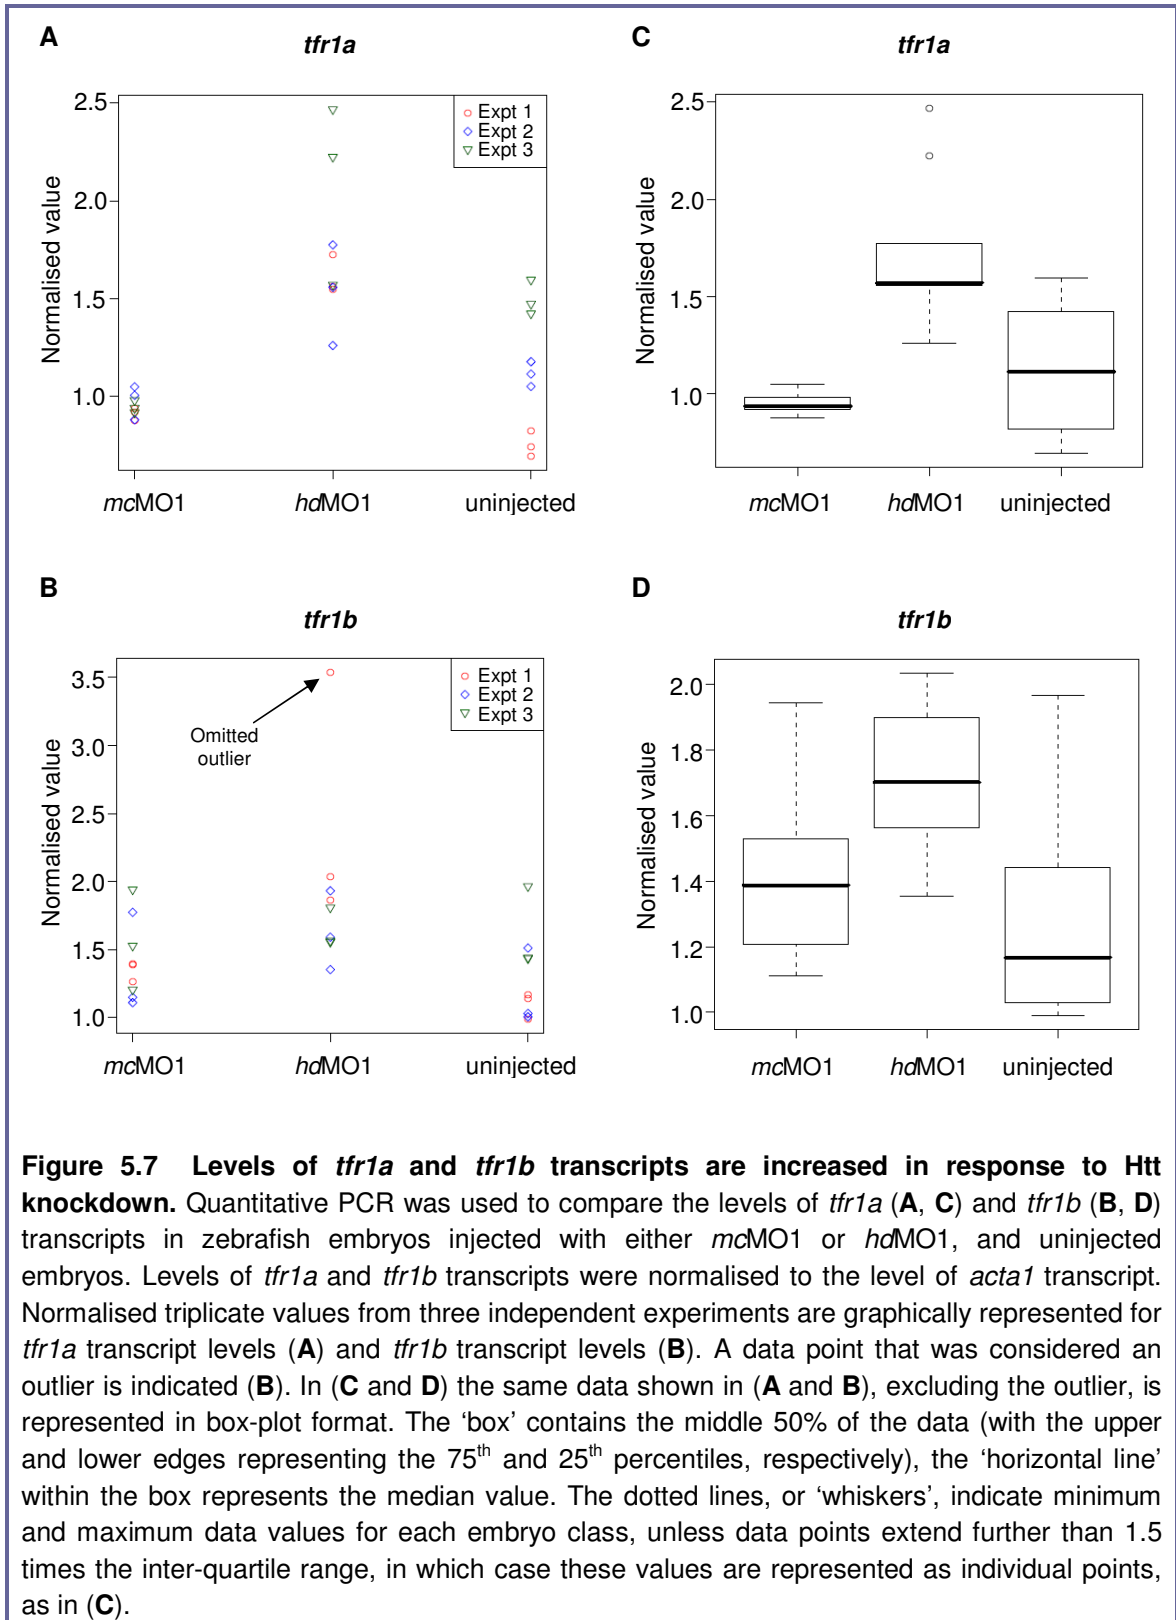 A
tfr1a
Normalised value
2.5
2.0
1.5
1.0
Expt 1
Expt 2
Expt 3
mcMO1 hdMO1 uninjected
C
tfr1a
Normalised value
2.5
2.0
1.5
1.0
mcMO1 hdMO1 uninjected
B
tfr1b
Normalised value
3.5
3.0
2.5
2.0
1.5
1.0
Expt 1
Expt 2
Expt 3
Omitted
outlier
mcMO1 hdMO1 uninjected
D
tfr1b
Normalised value
2.0
1.8
1.6
1.4
1.2
1.0
mcMO1 hdMO1 uninjected
Figure 5.7 Levels of tfr1a and tfr1b transcripts are increased in response to Htt
knockdown. Quantitative PCR was used to compare the levels of tfr1a (A, C) and tfr1b (B, D)
transcripts in zebrafish embryos injected with either mcMO1 or hdMO1, and uninjected
embryos. Levels of tfr1a and tfr1b transcripts were normalised to the level of acta1 transcript.
Normalised triplicate values from three independent experiments are graphically represented for
tfr1a transcript levels (A) and tfr1b transcript levels (B). A data point that was considered an
outlier is indicated (B). In (C and D) the same data shown in (A and B), excluding the outlier, is
represented in box-plot format. The ‘box’ contains the middle 50% of the data (with the upper
and lower edges representing the 75th and 25th percentiles, respectively), the ‘horizontal line’
within the box represents the median value. The dotted lines, or ‘whiskers’, indicate minimum
and maximum data values for each embryo class, unless data points extend further than 1.5
times the inter-quartile range, in which case these values are represented as individual points,
as in (C).